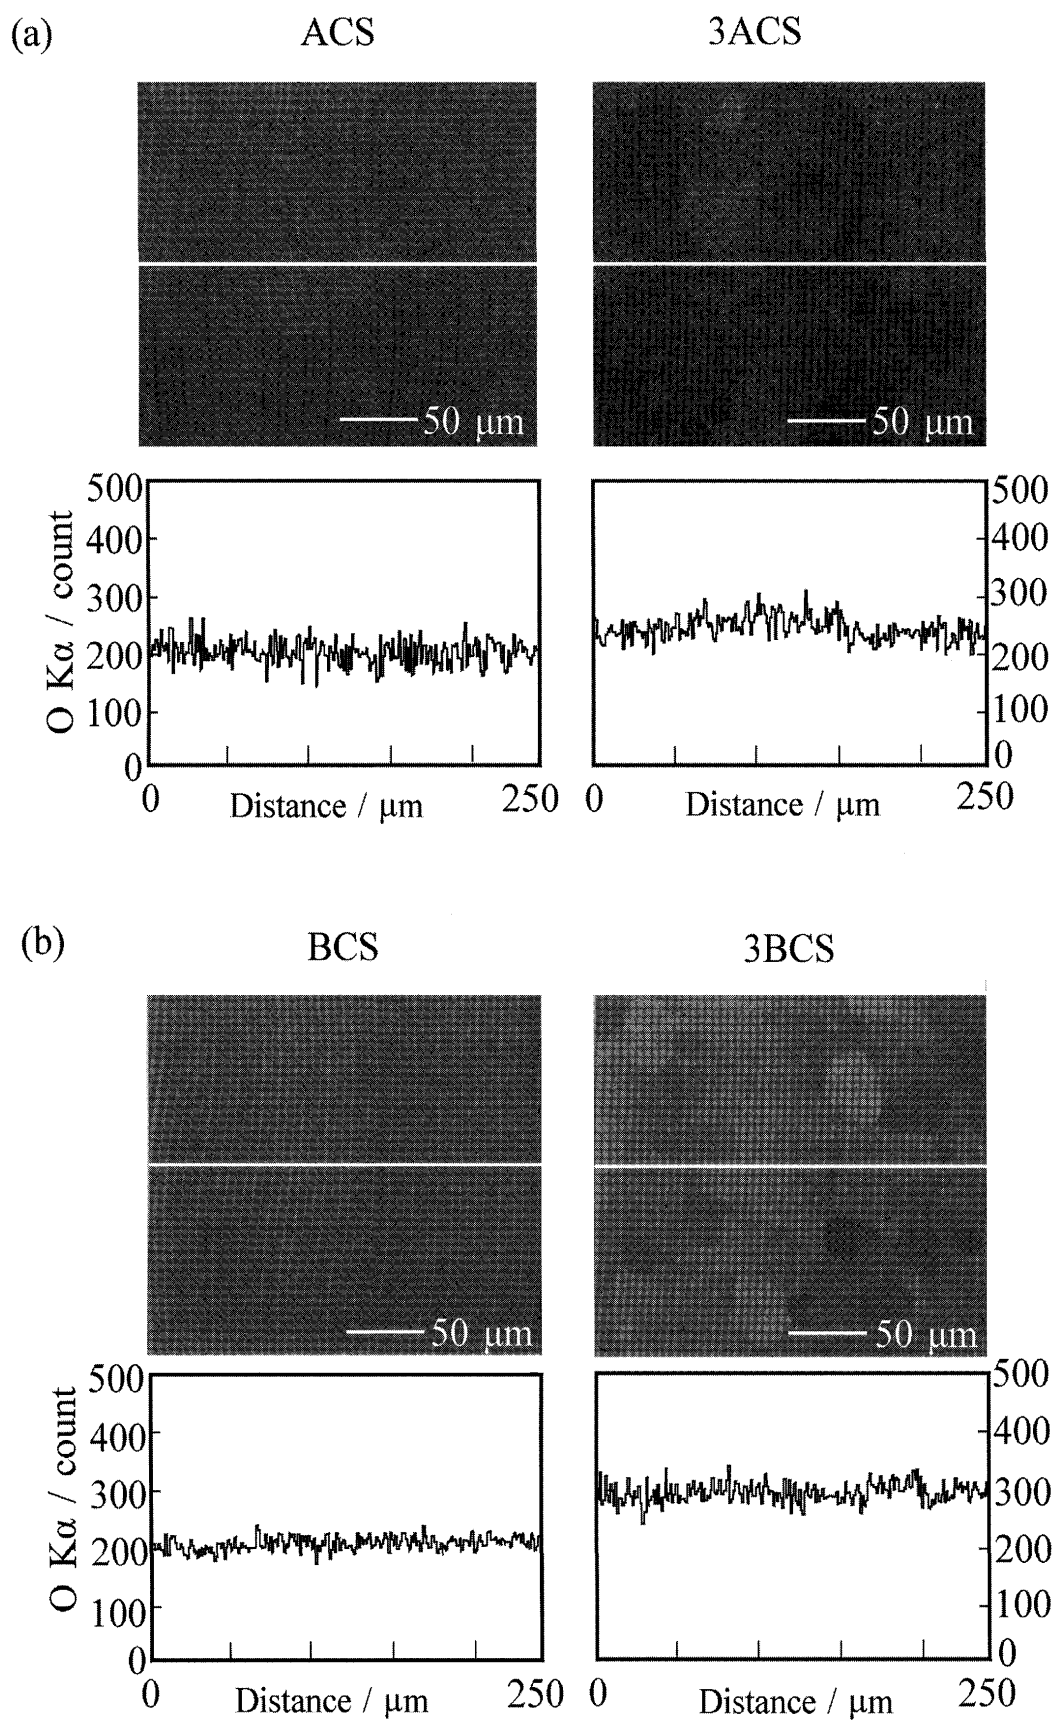 (a) ACS 3ACS
50 μm 50 μm
500 500
400 400
300 300
200 200
100 100
0 0
O Kα / count
0 Distance / μm 250 0 Distance / μm 250
(b) BCS 3BCS
50 μm 50 μm
500 500
400 400
300 300
200 200
100 100
0 0
O Kα / count
0 Distance / μm 250 0 Distance / μm 250